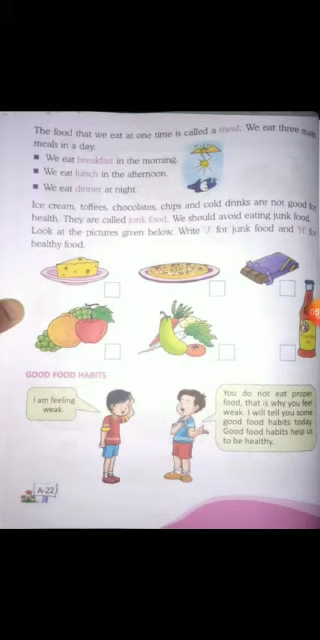 The food that we eat at one time is called a meal. We eat three main
meals in a day.
■ We eat breakfast in the morning.
■ We eat lunch in the afternoon.
■ We eat dinner at night.
Ice cream, toffees, chocolates, chips and cold drinks are not good for
health. They are called junk food. We should avoid eating junk food.
Look at the pictures given below. Write 'J' for junk food and 'H' for
healthy food.
GOOD FOOD HABITS
I am feeling
weak.
You do not eat proper
food, that is why you feel
weak. I will tell you some
good food habits today.
Good food habits help us
to be healthy.
A-22